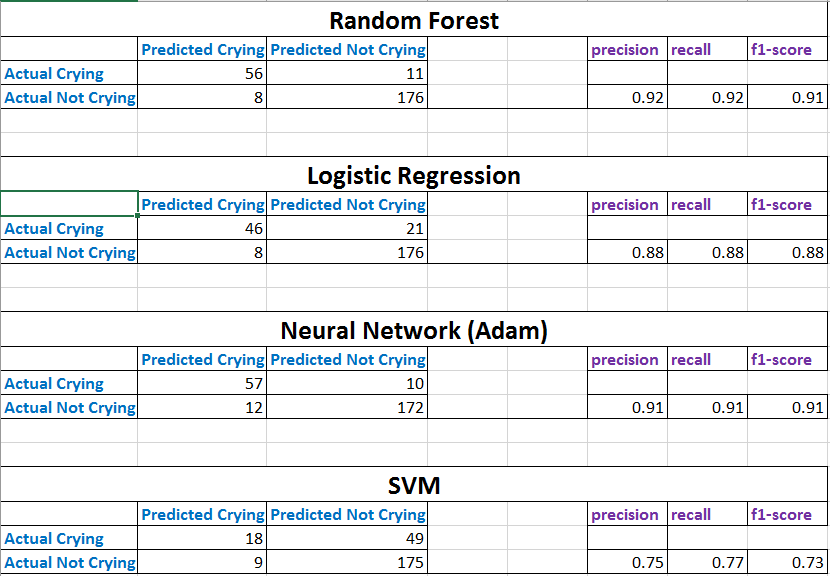 Random Forest
Predicted Crying Predicted Not Crying precision recall f1-score
Actual Crying 56 11
Actual Not Crying 8 176 0.92 0.92 0.91
Logistic Regression
Predicted Crying Predicted Not Crying precision recall f1-score
Actual Crying 46 21
Actual Not Crying 8 176 0.88 0.88 0.88
Neural Network (Adam)
Predicted Crying Predicted Not Crying precision recall f1-score
Actual Crying 57 10
Actual Not Crying 12 172 0.91 0.91 0.91
SVM
Predicted Crying Predicted Not Crying precision recall f1-score
Actual Crying 18 49
Actual Not Crying 9 175 0.75 0.77 0.73